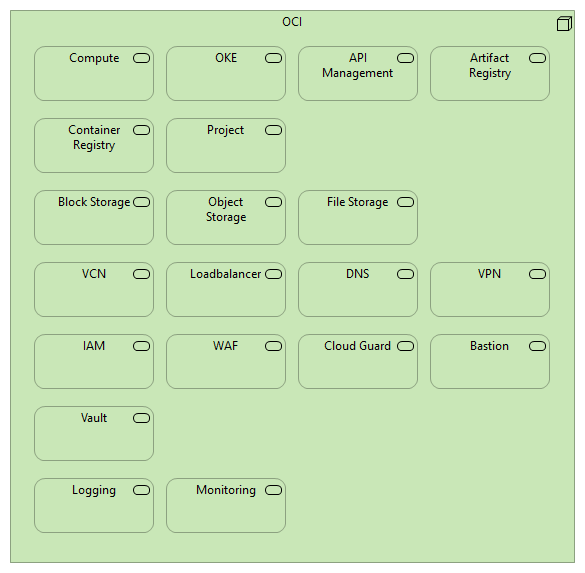 OCI
Compute
OKE
API
Management
Artifact
Registry
Container
Registry
Project
Block Storage
Object
Storage
File Storage
VCN
Loadbalancer
DNS
VPN
IAM
WAF
Cloud Guard
Bastion
Vault
Logging
Monitoring